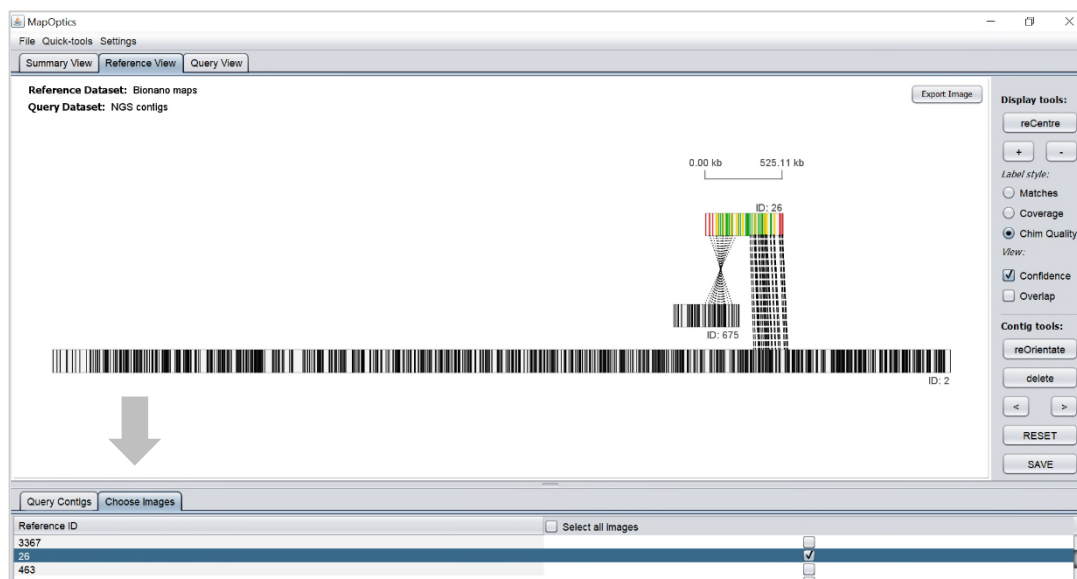 MapOptics
File Quick-tools Settings
Summary View Reference View Query View
Reference Dataset: Bionano maps
Query Dataset: NGS contigs
Export Image
0.00 kb 525.11 kb
ID: 26
ID: 675
ID: 2
Display tools:
reCentre
+ -
Label style:
Matches
Coverage
Chim Quality
View:
Confidence
Overlap
Contig tools:
reOrientate
delete
< >
RESET
SAVE
Query Contigs Choose Images
Reference ID Select all images
3367
26
463